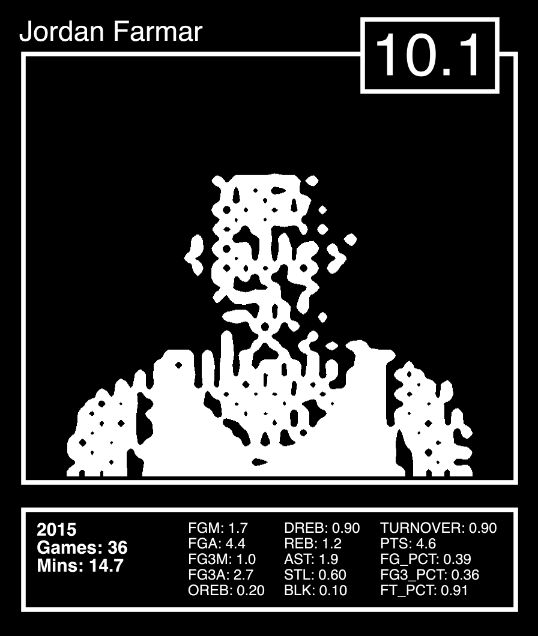 Jordan Farmar
10.1
2015
Games: 36
Mins: 14.7
FGM: 1.7
FGA: 4.4
FG3M: 1.0
FG3A: 2.7
OREB: 0.20
DREB: 0.90
REB: 1.2
AST: 1.9
STL: 0.60
BLK: 0.10
TURNOVER: 0.90
PTS: 4.6
FG_PCT: 0.39
FG3_PCT: 0.36
FT_PCT: 0.91